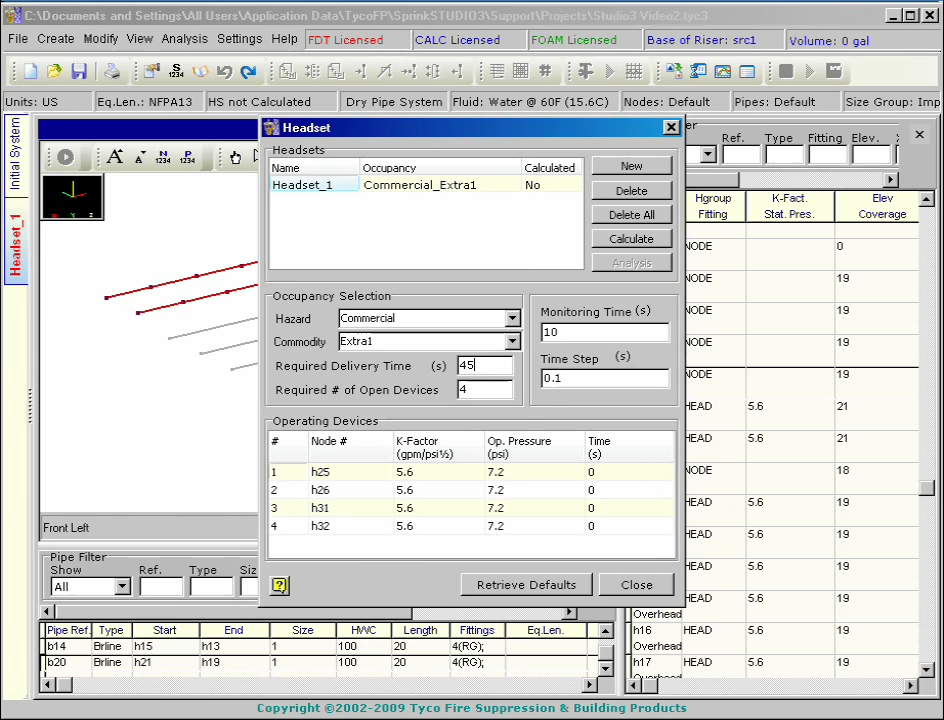 C:\Documents and Settings\All Users\Application Data\TycoFP\SprinkSTUDIO3\Support\Projects\Studio3 Video2.tyc3
File Create Modify View Analysis Settings Help FDT Licensed CALC Licensed FOAM Licensed Base of Riser: src1 Volume: 0 gal
S
1234
Units: US Eq.Len.: NFPA13 HS not Calculated Dry Pipe System Fluid: Water @ 60F (15.6C) Nodes: Default Pipes: Default Size Group: Imp
Initial System
Headset_1
A A N 1234 P 1234
Front Left
Pipe Filter
Show Ref. Type Siz
All
Pipe Ref. Type Start End Size HWC Length Fittings Eq.Len.
b14 Brline h15 h13 1 100 20 4(RG);
b20 Brline h21 h19 1 100 20 4(RG);
Headset
Headsets
Name Occupancy Calculated
Headset_1 Commercial_Extra1 No
New
Delete
Delete All
Calculate
Analysis
Occupancy Selection
Hazard Commercial
Commodity Extra1
Required Delivery Time (s) 45
Required # of Open Devices 4
Monitoring Time (s)
10
Time Step (s)
0.1
Operating Devices
# Node # K-Factor (gpm/psi½) Op. Pressure (psi) Time (s)
1 h25 5.6 7.2 0
2 h26 5.6 7.2 0
3 h31 5.6 7.2 0
4 h32 5.6 7.2 0
Retrieve Defaults Close
er
Ref. Type Fitting Elev.
Hgroup K-Fact. Elev
Fitting Stat. Pres. Coverage
NODE 0
NODE 19
NODE 19
NODE 19
NODE 19
HEAD 5.6 21
HEAD 5.6 21
NODE 18
HEAD 5.6 19
HEAD 5.6 19
HEAD 5.6 19
HEAD 5.6 19
Overhead
h16 HEAD 5.6 19
Overhead
h17 HEAD 5.6 19
Overhead
Copyright ©2002-2009 Tyco Fire Suppression & Building Products